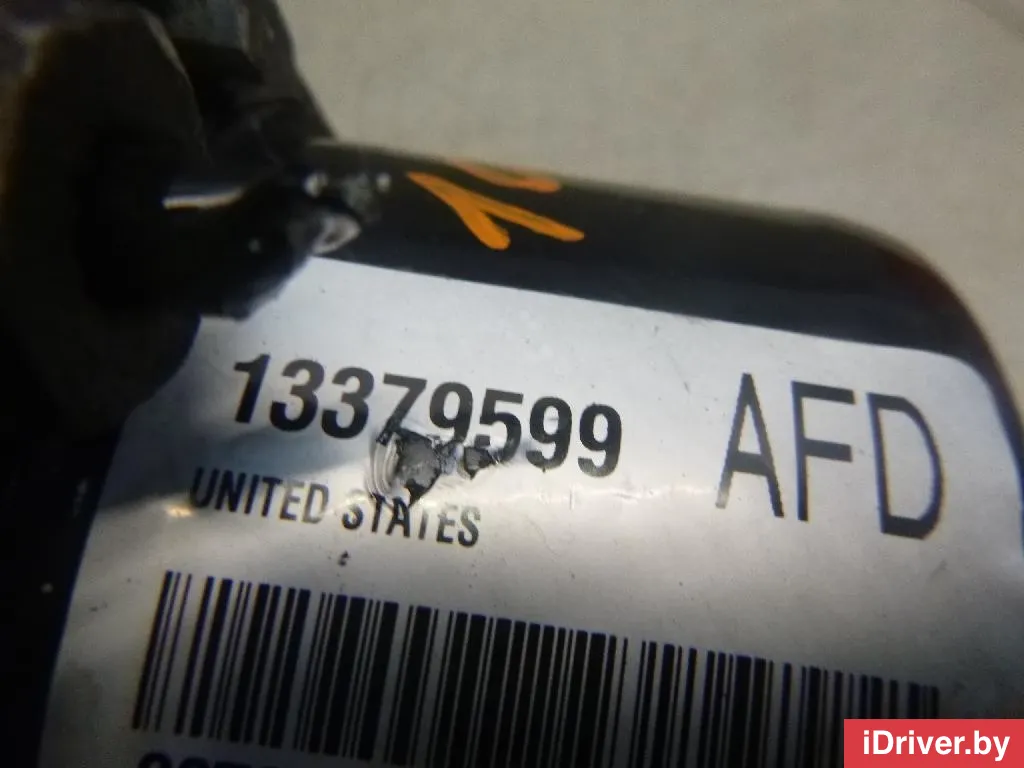 13379599 AFD
UNITED STATES
iDriver.by